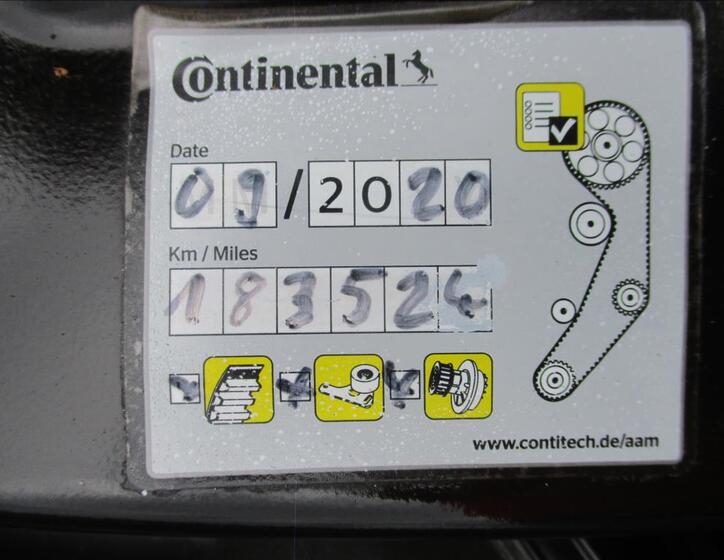 Continental
Date
09/2020
Km / Miles
183524
www.contitech.de/aam